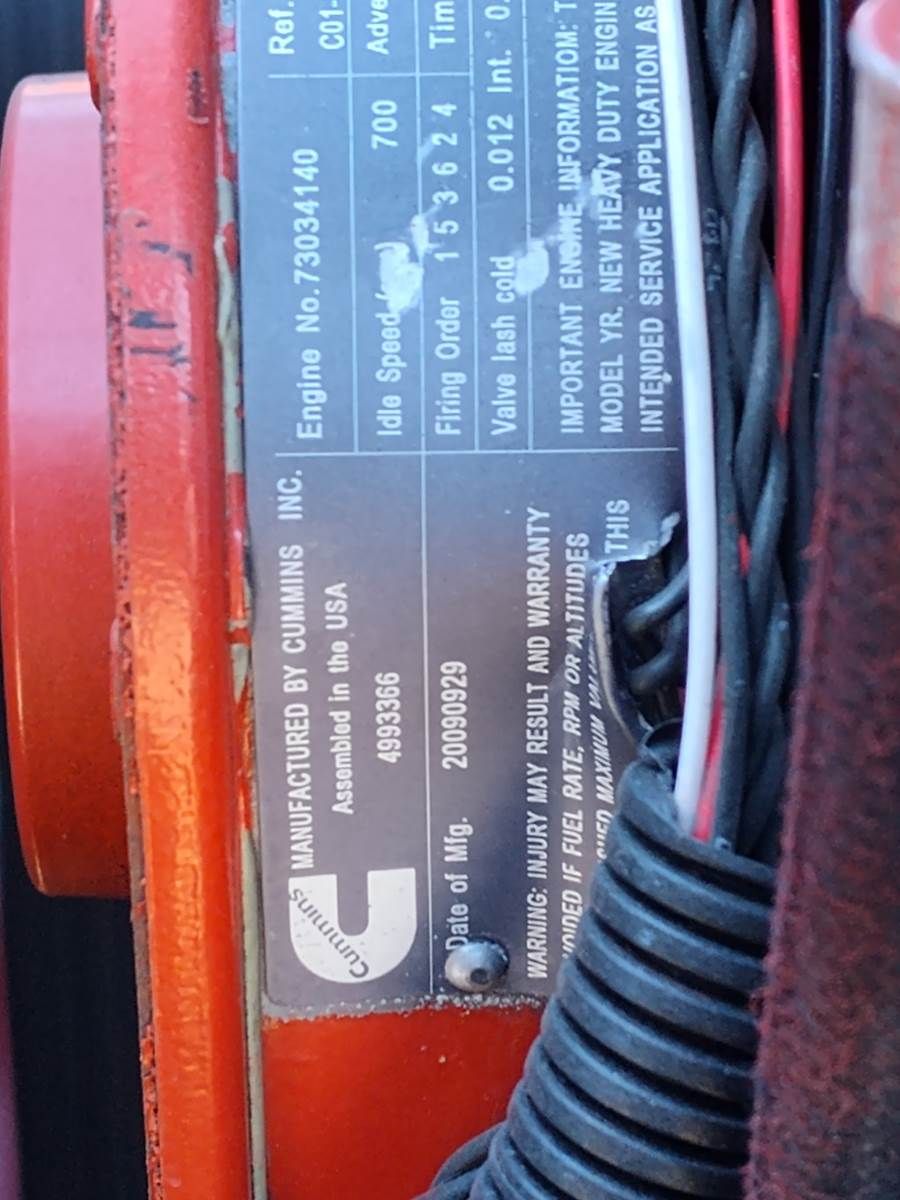 Cummins
MANUFACTURED BY CUMMINS INC.
Assembled in the USA
4993366
Date of Mfg. 20090929
WARNING: INJURY MAY RESULT AND WARRANTY
VOIDED IF FUEL RATE, RPM OR ALTITUDES
MAXIMUM THIS
Engine No. 73034140
Idle Speed 700
Firing Order 1 5 3 6 2 4
Valve lash cold 0.012 Int. 0.
IMPORTANT ENGINE INFORMATIOM: T
MODEL YR. NEW HEAVY DUTY ENGIN
INTENDED SERVICE APPLICATION AS
Ref.
C01-
Adve
Tim